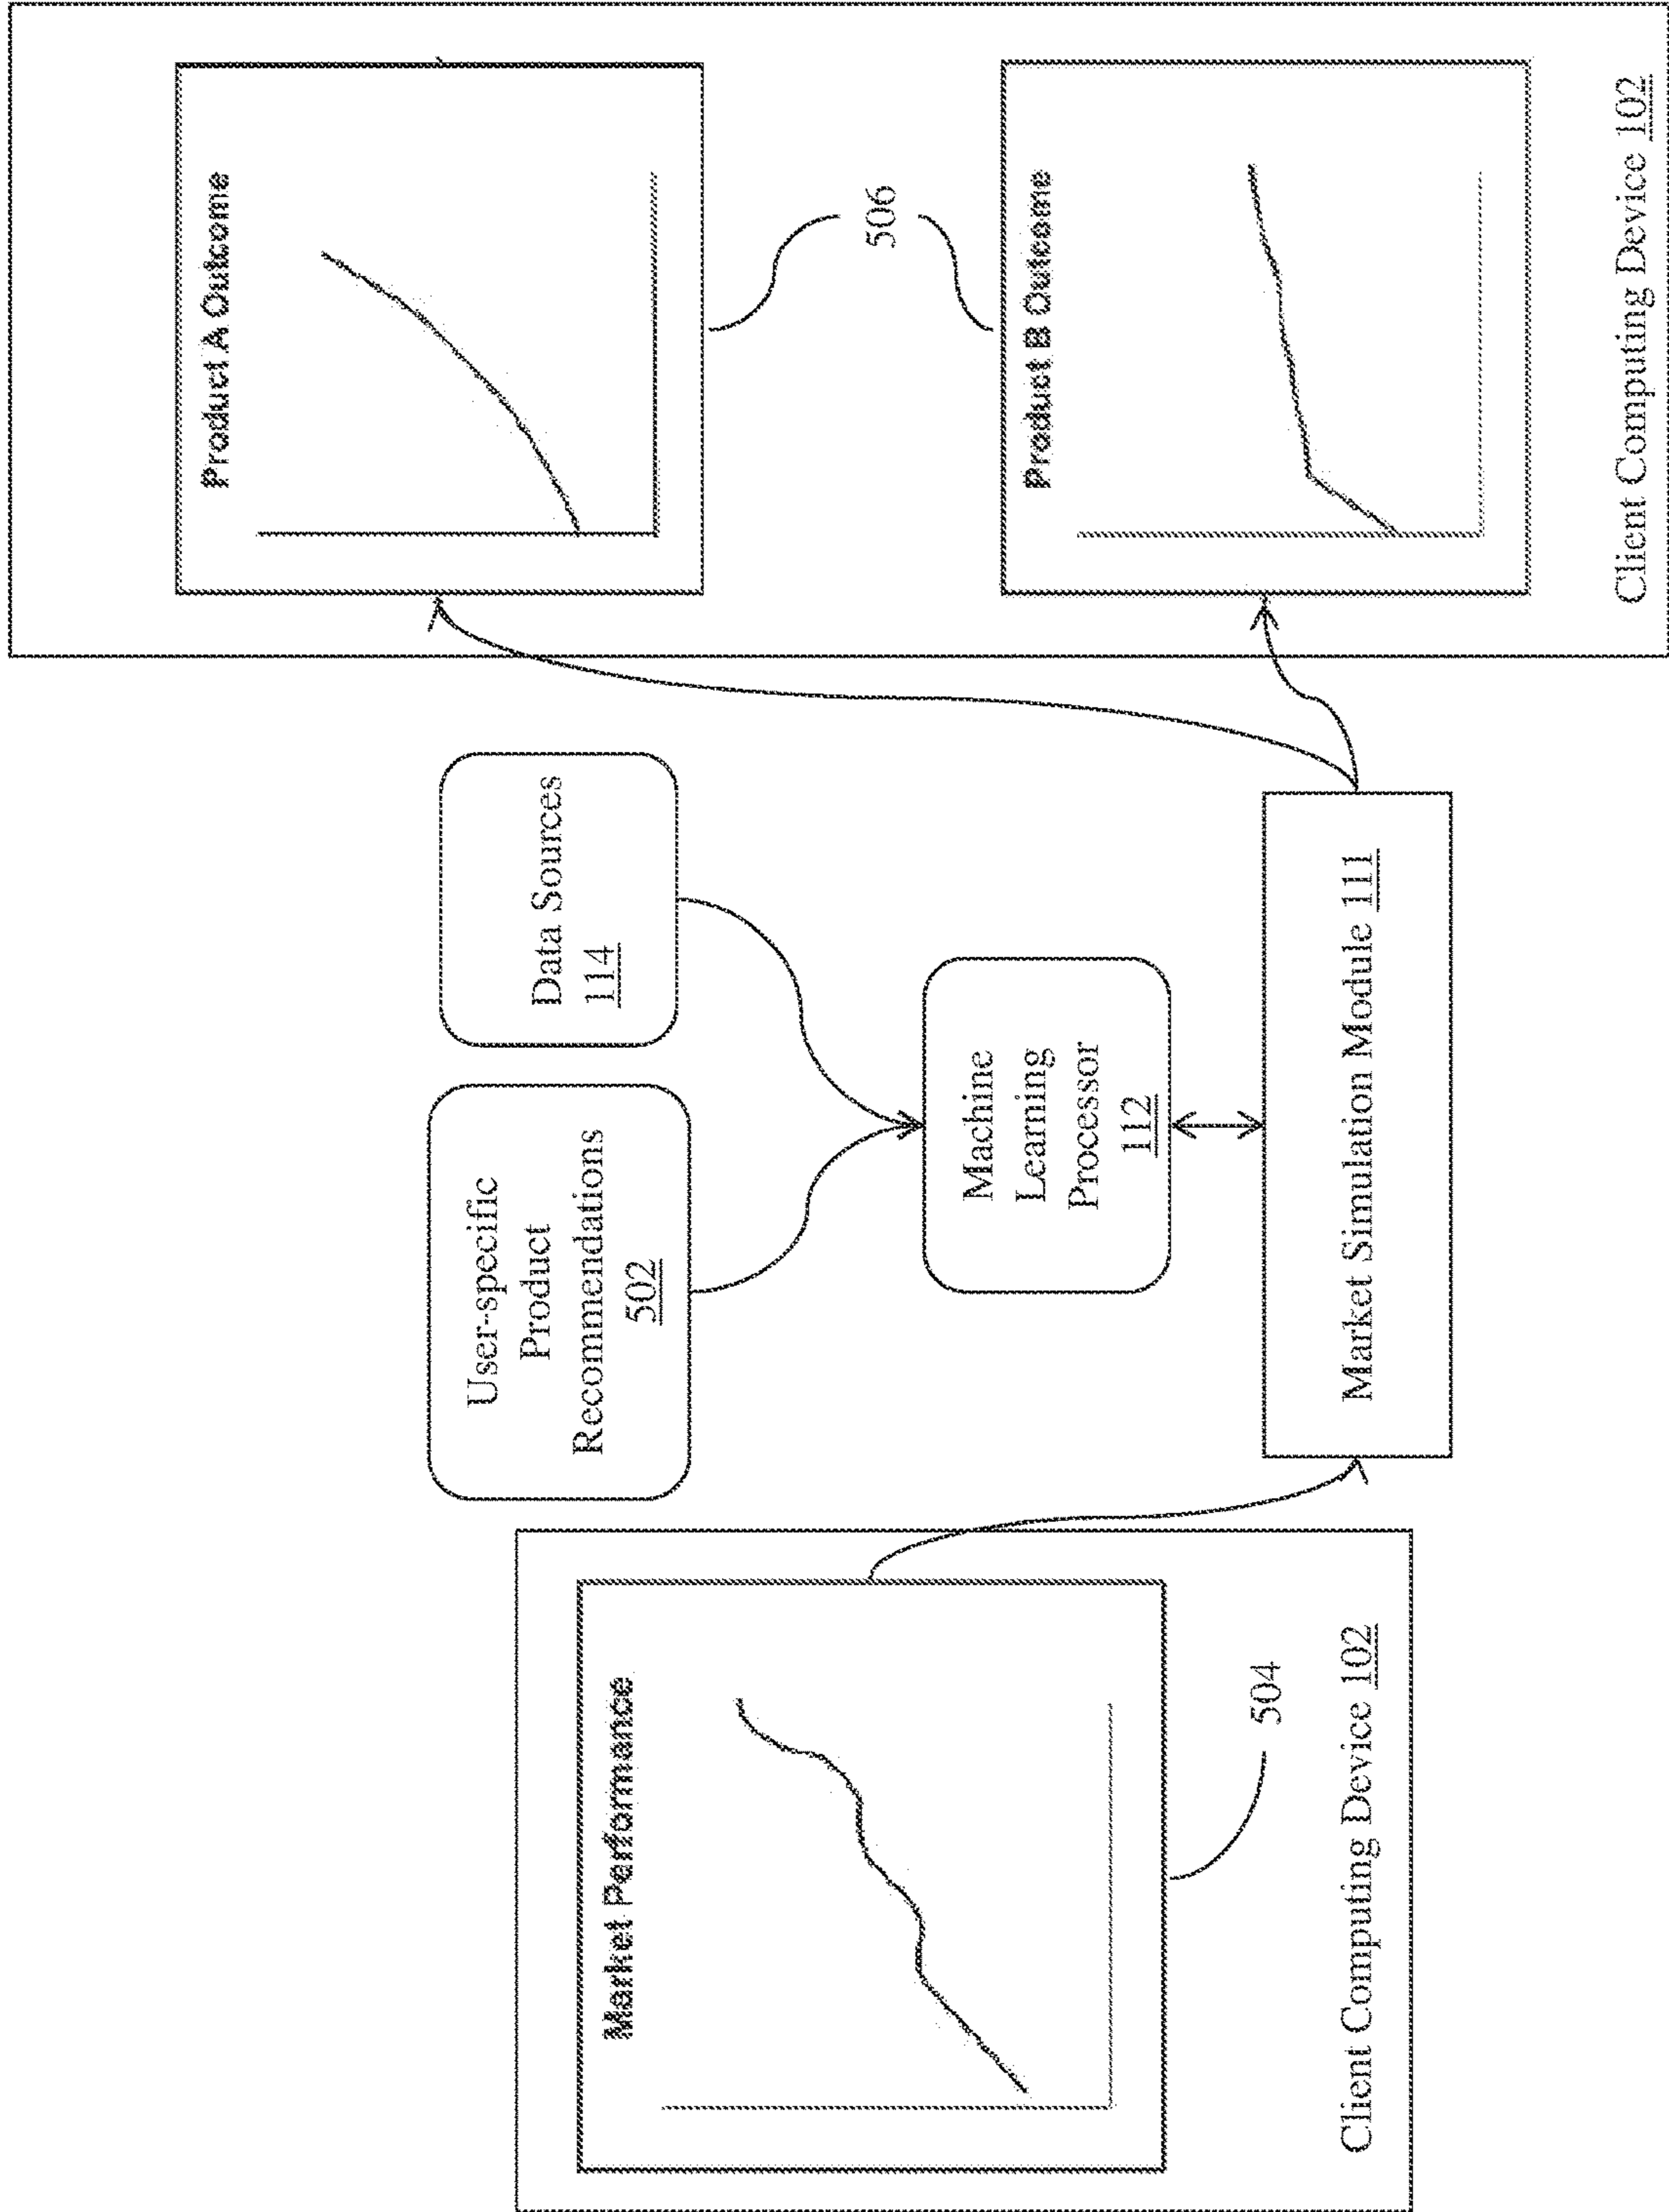 Market Performance
504
Client Computing Device 102
User-specific
Product
Recommendations
502
Data Sources
114
Machine
Learning
Processor
112
Market Simulation Module 111
Product A Outcome
506
Product B Outcome
Client Computing Device 102